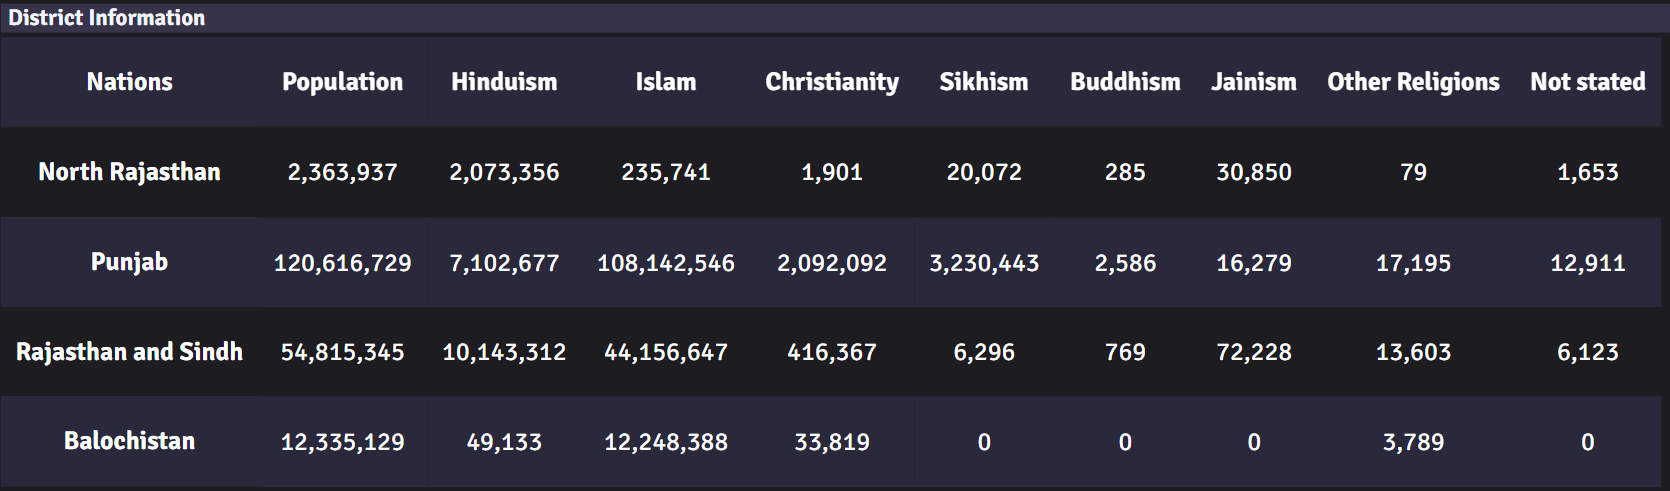 District Information
Nations Population Hinduism Islam Christianity Sikhism Buddhism Jainism Other Religions Not stated
North Rajasthan 2,363,937 2,073,356 235,741 1,901 20,072 285 30,850 79 1,653
Punjab 120,616,729 7,102,677 108,142,546 2,092,092 3,230,443 2,586 16,279 17,195 12,911
Rajasthan and Sindh 54,815,345 10,143,312 44,156,647 416,367 6,296 769 72,228 13,603 6,123
Balochistan 12,335,129 49,133 12,248,388 33,819 0 0 0 3,789 0